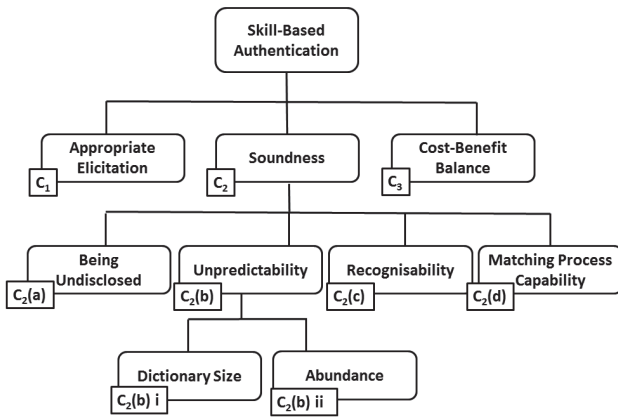 Skill-Based
Authentication
Appropriate
Elicitation
C1
Soundness
C2
Cost-Benefit
Balance
C3
Being
Undisclosed
C2(a)
Unpredictability
C2(b)
Recognisability
C2(c)
Matching Process
Capability
C2(d)
Dictionary Size
C2(b) i
Abundance
C2(b) ii